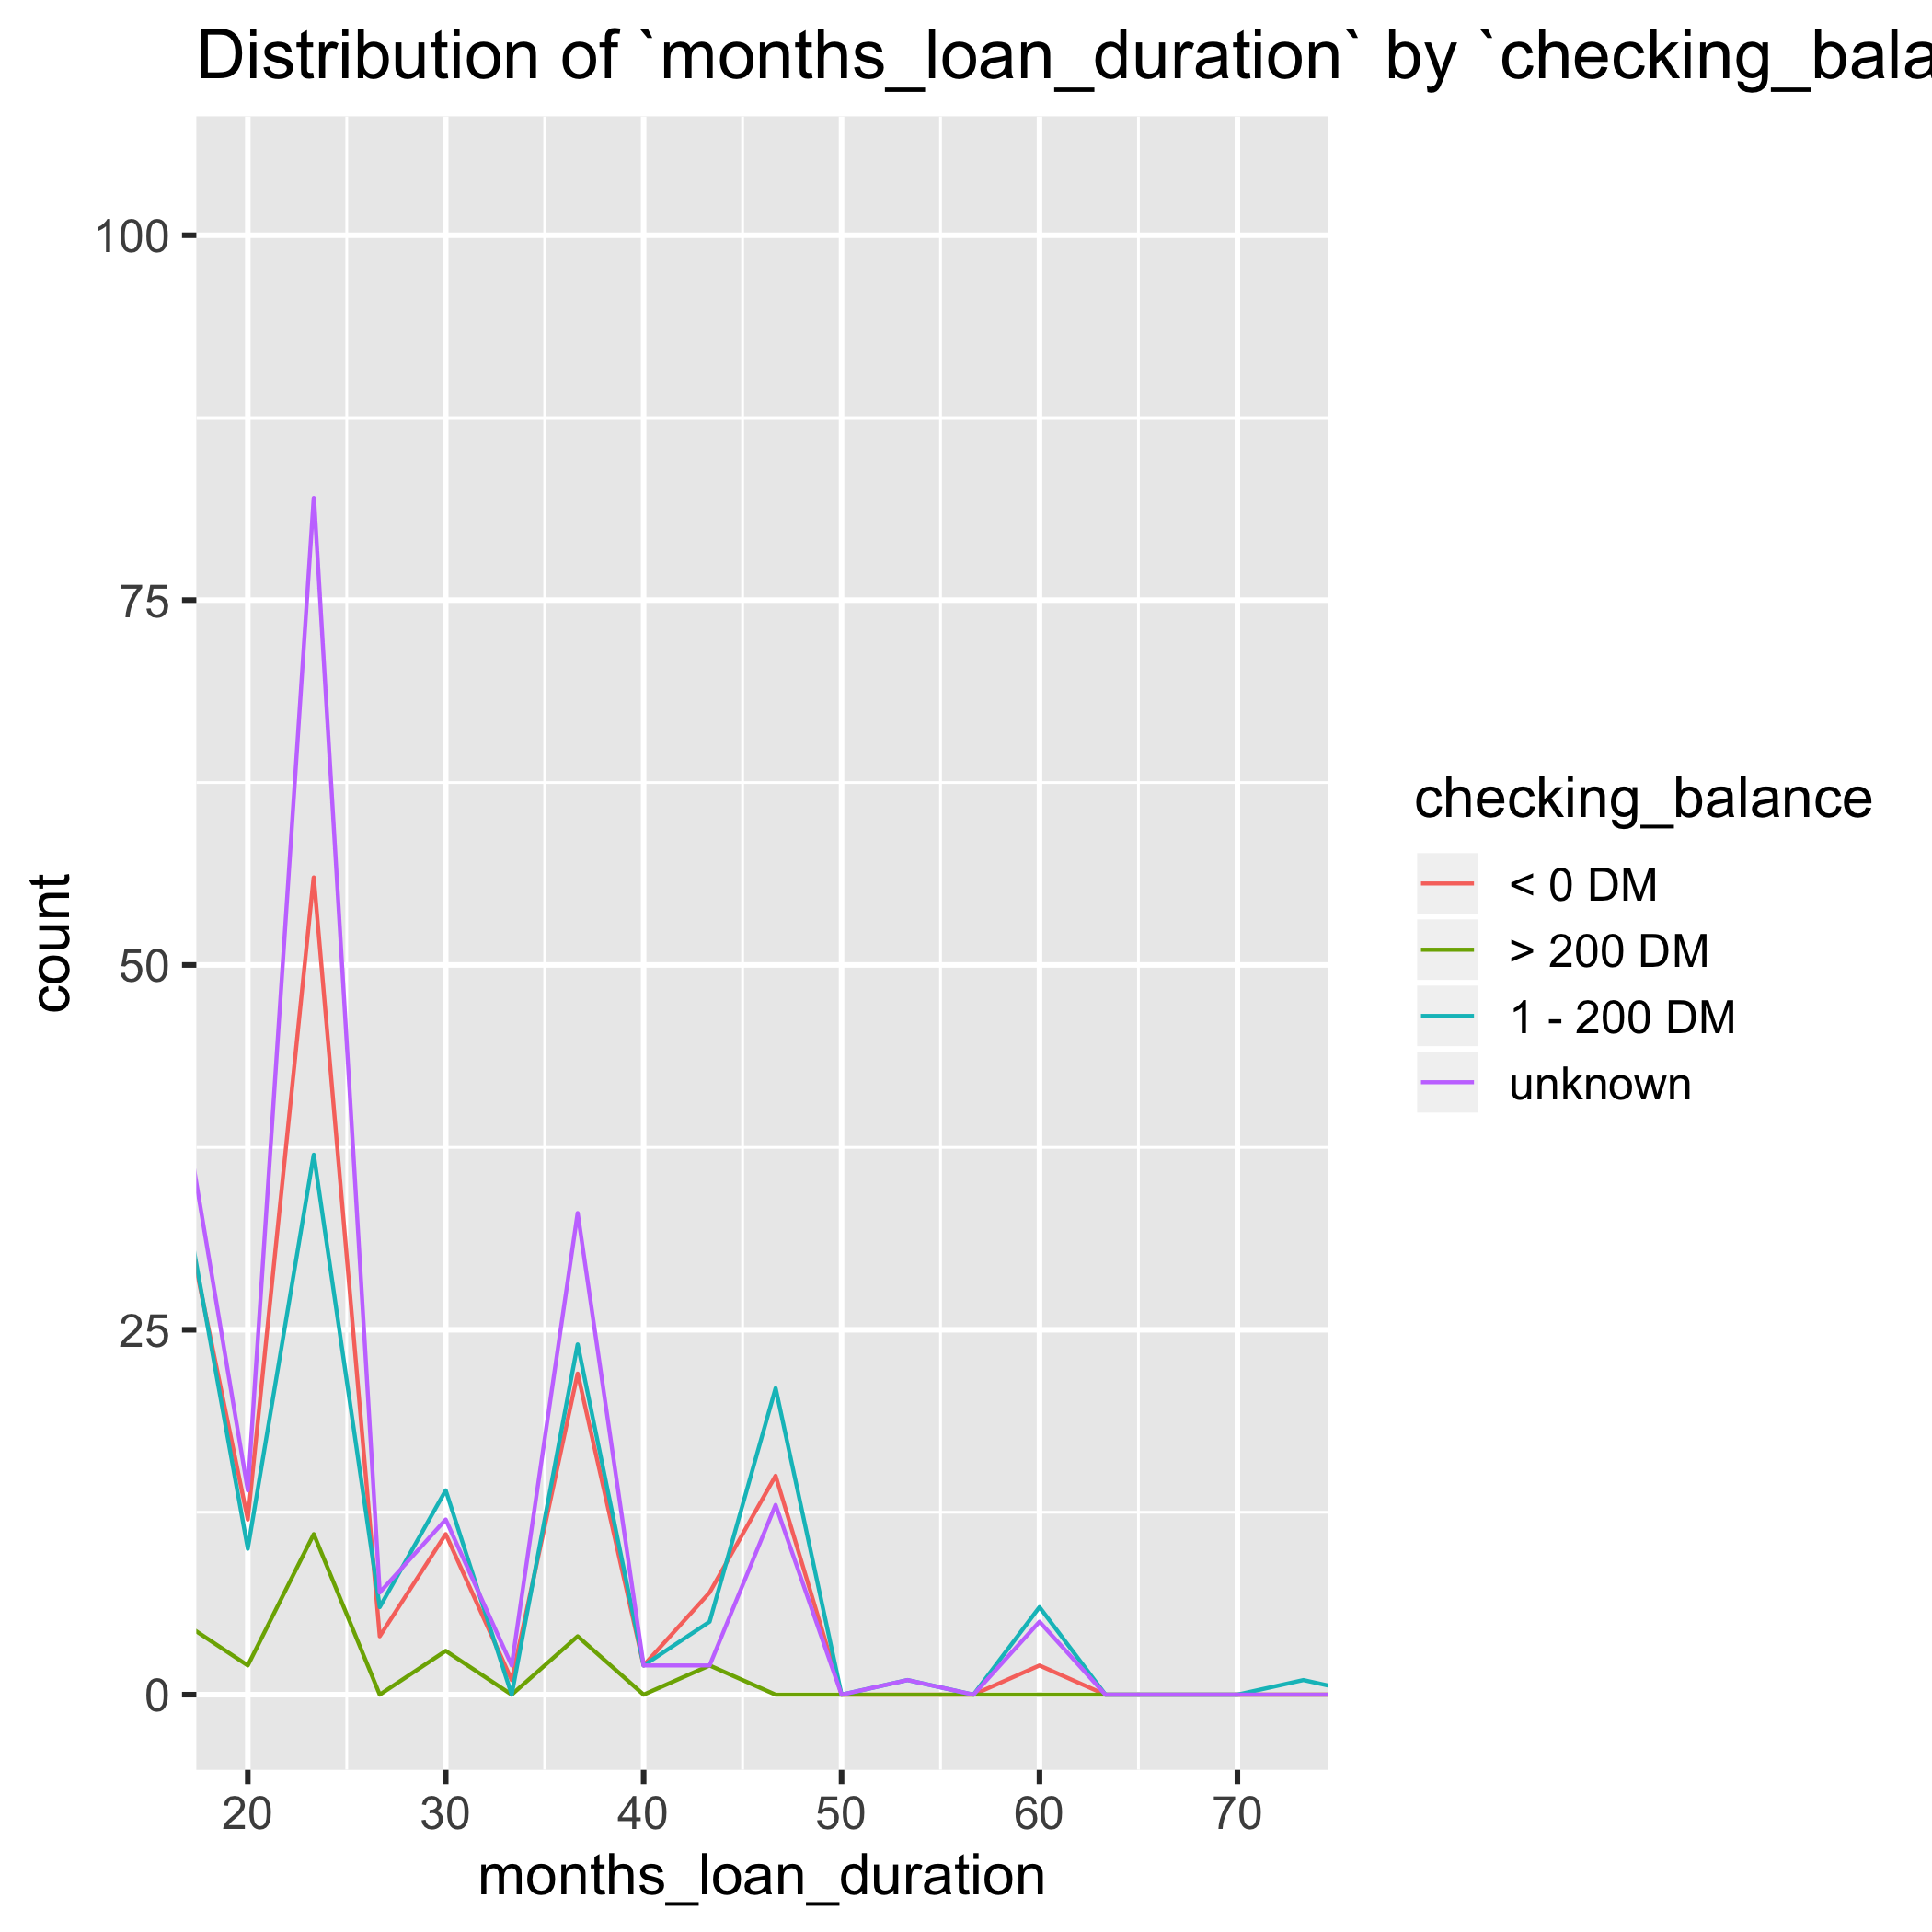 Distribution of `months_loan_duration` by `checking_bala
100
75
50
25
0
count
20 30 40 50 60 70
months_loan_duration
checking_balance
< 0 DM
> 200 DM
1 - 200 DM
unknown